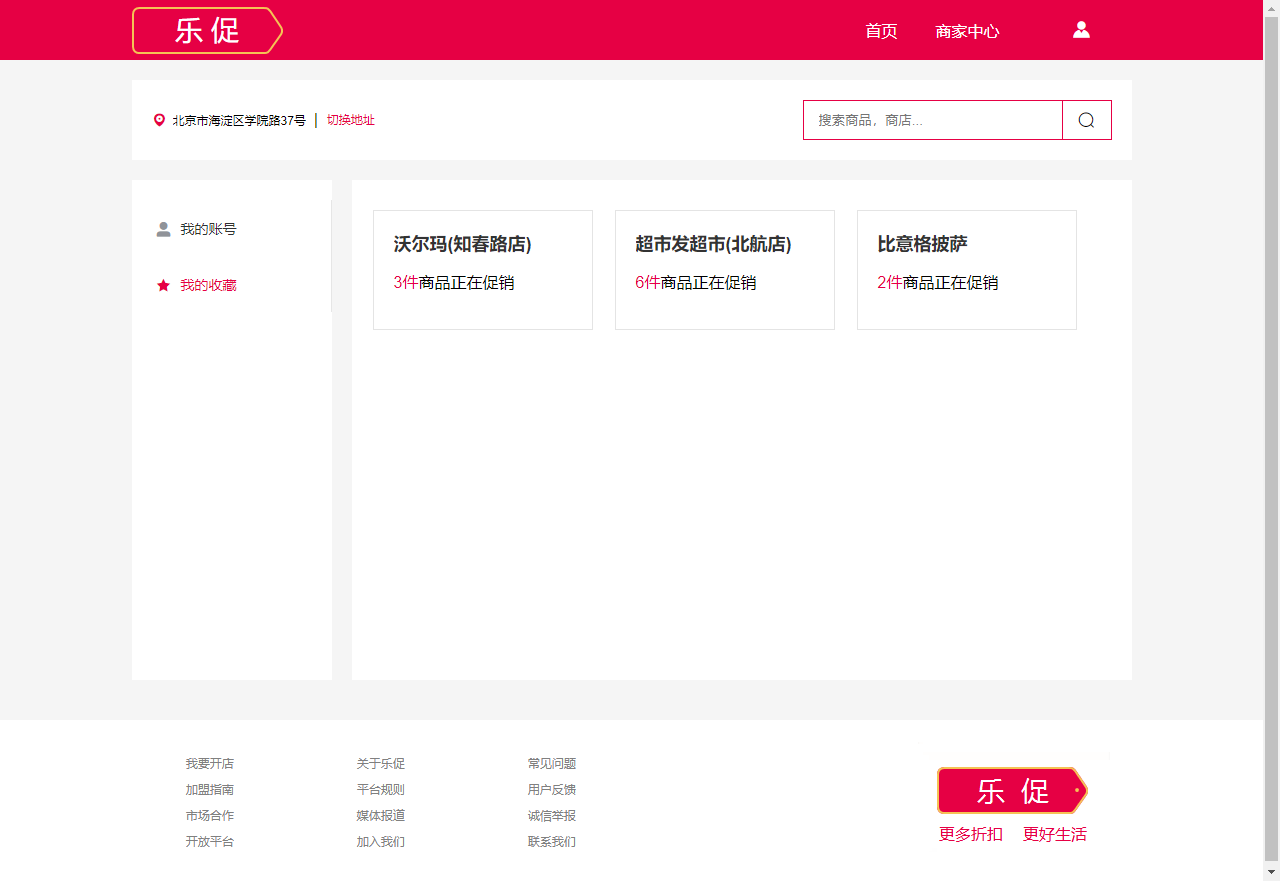 乐 促
首页 商家中心
北京市海淀区学院路37号 | 切换地址
搜索商品，商店...
我的账号
我的收藏
沃尔玛(知春路店)
3件商品正在促销
超市发超市(北航店)
6件商品正在促销
比意格披萨
2件商品正在促销
我要开店
加盟指南
市场合作
开放平台
关于乐促
平台规则
媒体报道
加入我们
常见问题
用户反馈
诚信举报
联系我们
乐 促
更多折扣 更好生活